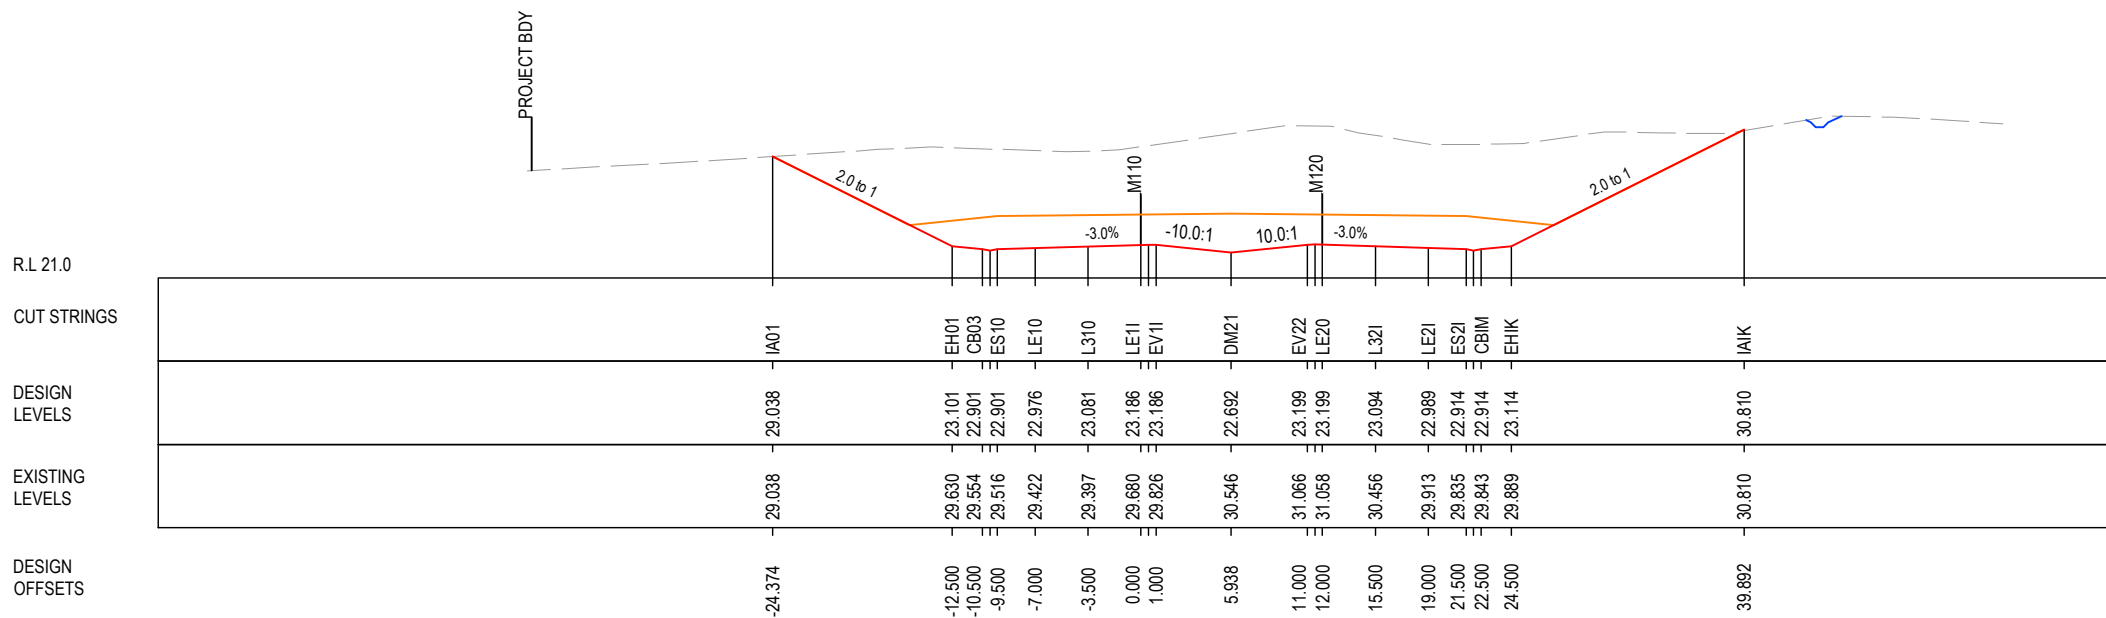 PROJECT BDY
M110
M120
2.0 to 1
2.0 to 1
-3.0%
-10.0:1
10.0:1
-3.0%
R.L 21.0
CUT STRINGS
IA01
EH01
CB03
ES10
LE10
L310
LE1I
EV1I
DM21
EV22
LE20
L32I
LE2I
ES2I
CBIM
EHIK
IAIK
DESIGN
LEVELS
29.038
23.101
22.901
22.901
22.976
23.081
23.186
23.186
22.692
23.199
23.199
23.094
22.989
22.914
22.914
23.114
30.810
EXISTING
LEVELS
29.038
29.630
29.554
29.516
29.422
29.397
29.680
29.826
30.546
31.066
31.058
30.456
29.913
29.835
29.843
29.889
30.810
DESIGN
OFFSETS
-24.374
-12.500
-10.500
-9.500
-7.000
-3.500
0.000
1.000
5.938
11.000
12.000
15.500
19.000
21.500
22.500
24.500
39.892